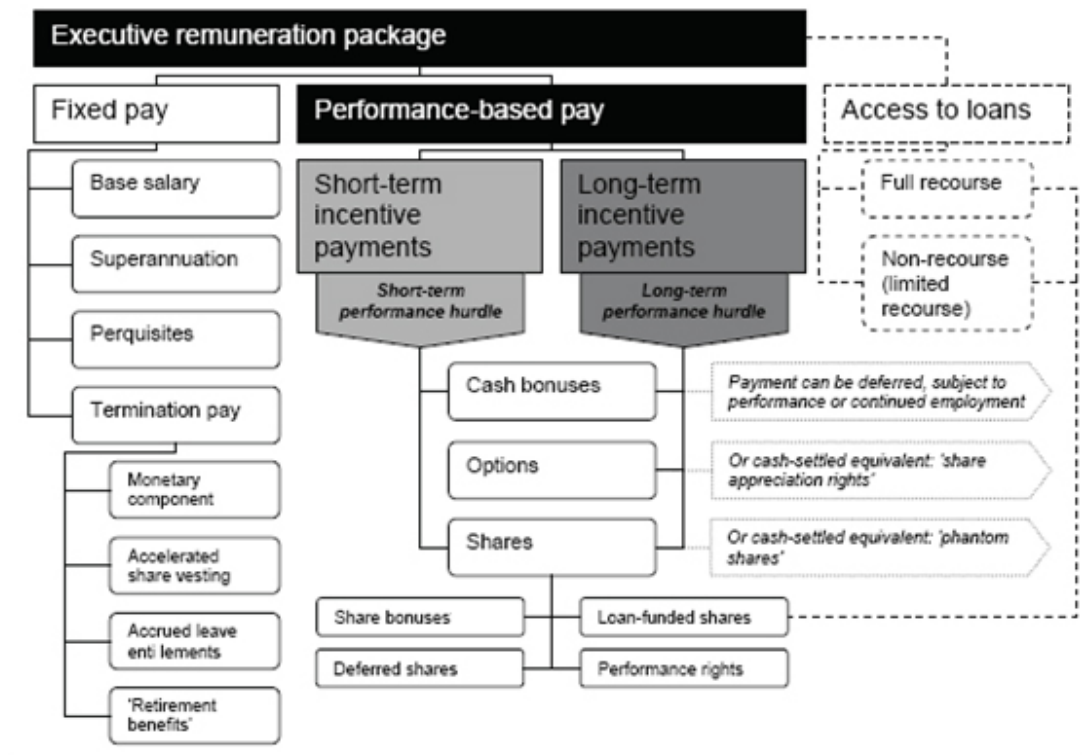 Executive remuneration package
Fixed pay
Performance-based pay
Access to loans
Base salary
Superannuation
Perquisites
Termination pay
Monetary
component
Accelerated
share vesting
Accrued leave
enti lements
'Retirement
benefits'
Short-term
incentive
payments
Short-term
performance hurdle
Long-term
incentive
payments
Long-term
performance hurdle
Full recourse
Non-recourse
(limited
recourse)
Cash bonuses
Payment can be deferred, subject to
performance or continued employment
Options
Or cash-settled equivalent: 'share
appreciation rights'
Shares
Or cash-settled equivalent: 'phantom
shares'
Share bonuses
Loan-funded shares
Deferred shares
Performance rights